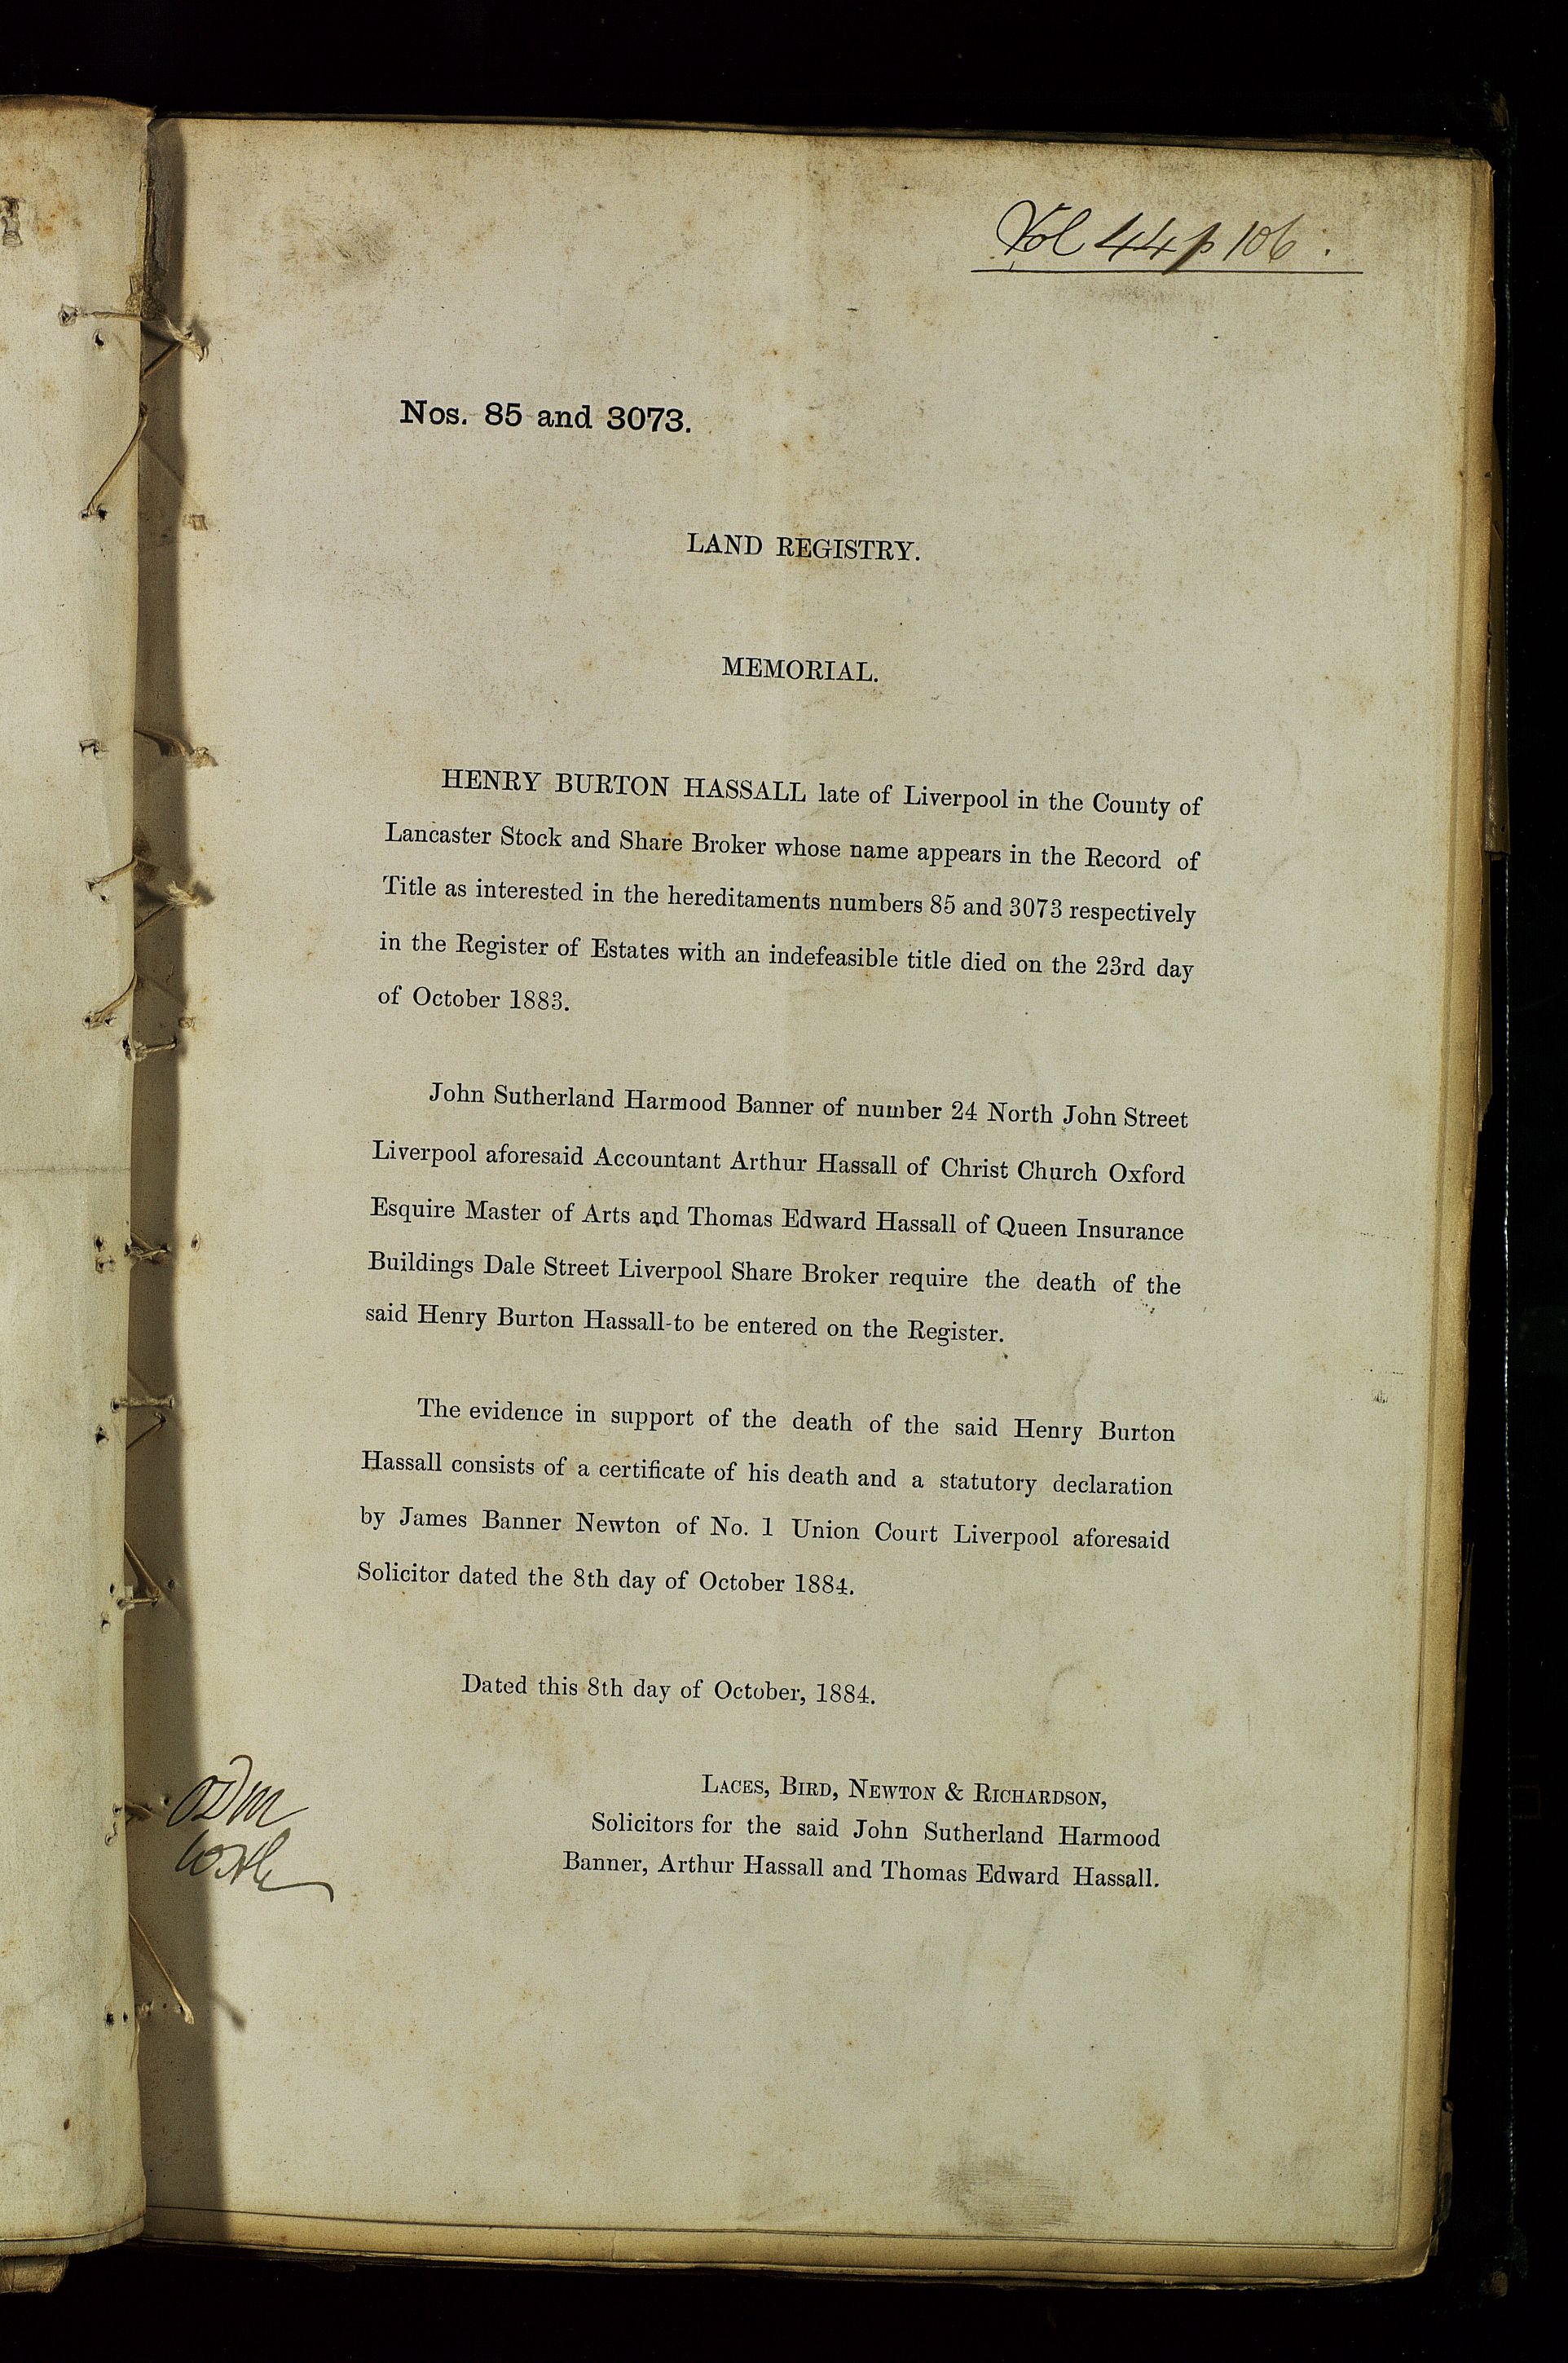 Vol 44 p 106.
Nos. 85 and 3073.
LAND REGISTRY.
MEMORIAL.
HENRY BURTON HASSALL late of Liverpool in the County of
Lancaster Stock and Share Broker whose name appears in the Record of
Title as interested in the hereditaments numbers 85 and 3073 respectively
in the Register of Estates with an indefeasible title died on the 23rd day
of October 1883.
John Sutherland Harmood Banner of number 24 North John Street
Liverpool aforesaid Accountant Arthur Hassall of Christ Church Oxford
Esquire Master of Arts and Thomas Edward Hassall of Queen Insurance
Buildings Dale Street Liverpool Share Broker require the death of the
said Henry Burton Hassall-to be entered on the Register.
The evidence in support of the death of the said Henry Burton
Hassall consists of a certificate of his death and a statutory declaration
by James Banner Newton of No. 1 Union Court Liverpool aforesaid
Solicitor dated the 8th day of October 1884.
Dated this 8th day of October, 1884.
LACES, BIRD, NEWTON & RICHARDSON,
Solicitors for the said John Sutherland Harmood
Banner, Arthur Hassall and Thomas Edward Hassall.